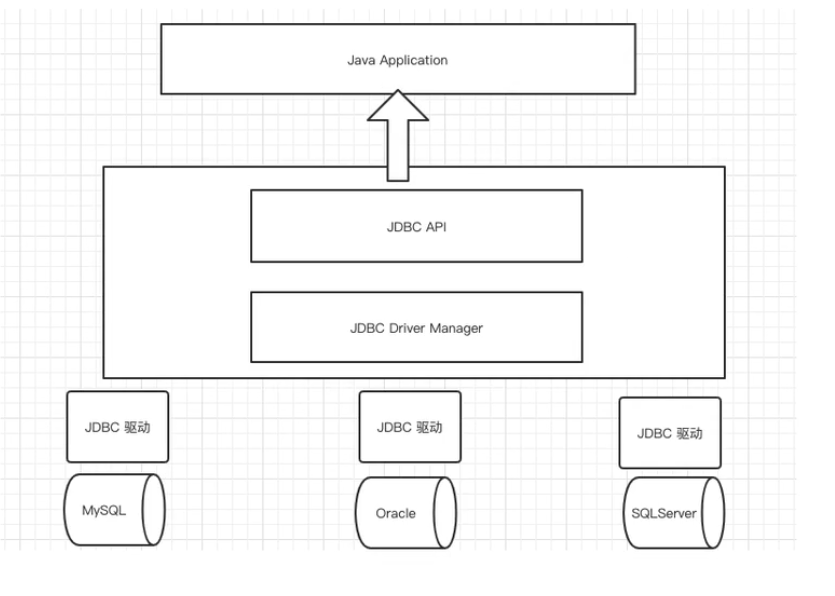 Java Application
JDBC API
JDBC Driver Manager
JDBC 驱动
JDBC 驱动
JDBC 驱动
MySQL
Oracle
SQLServer